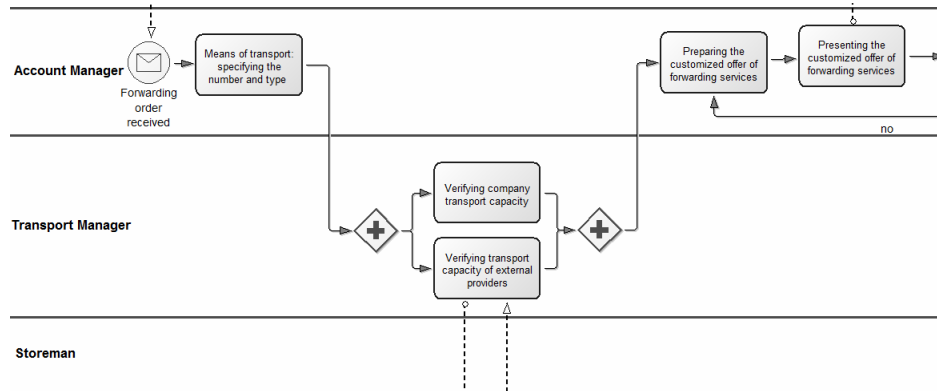 Account Manager
Forwarding
order
received
Means of transport:
specifying the
number and type
Preparing the
customized offer of
forwarding services
Presenting the
customized offer of
forwarding services
no
Transport Manager
Verifying company
transport capacity
Verifying transport
capacity of external
providers
Storeman